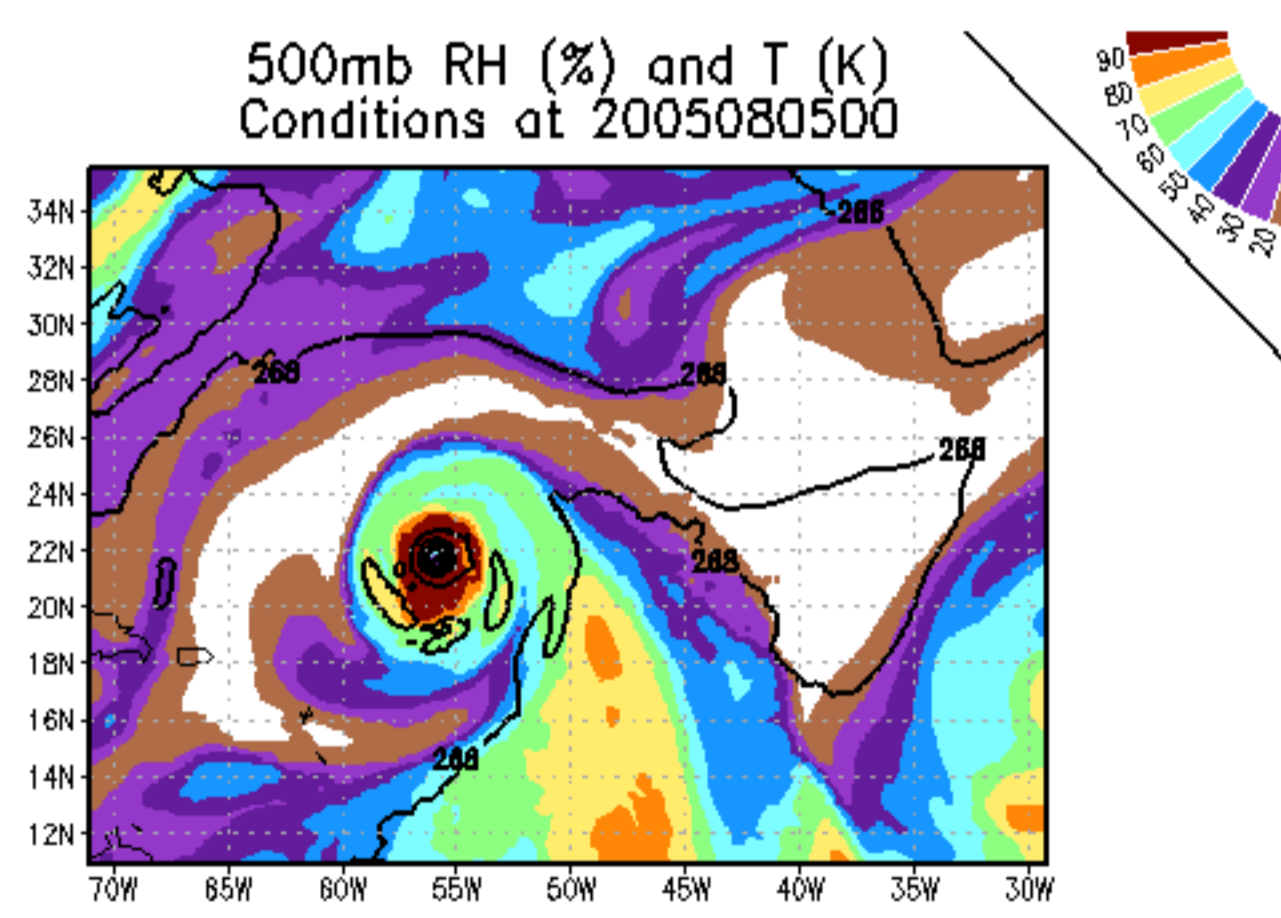 500mb RH (%) and T (K)
Conditions at 2005080500
90
80
70
60
50
40
30
20
34N
32N
30N
28N
26N
24N
22N
20N
18N
16N
14N
12N
266
268
268
268
268
268
70W
65W
60W
55W
50W
45W
40W
35W
30W